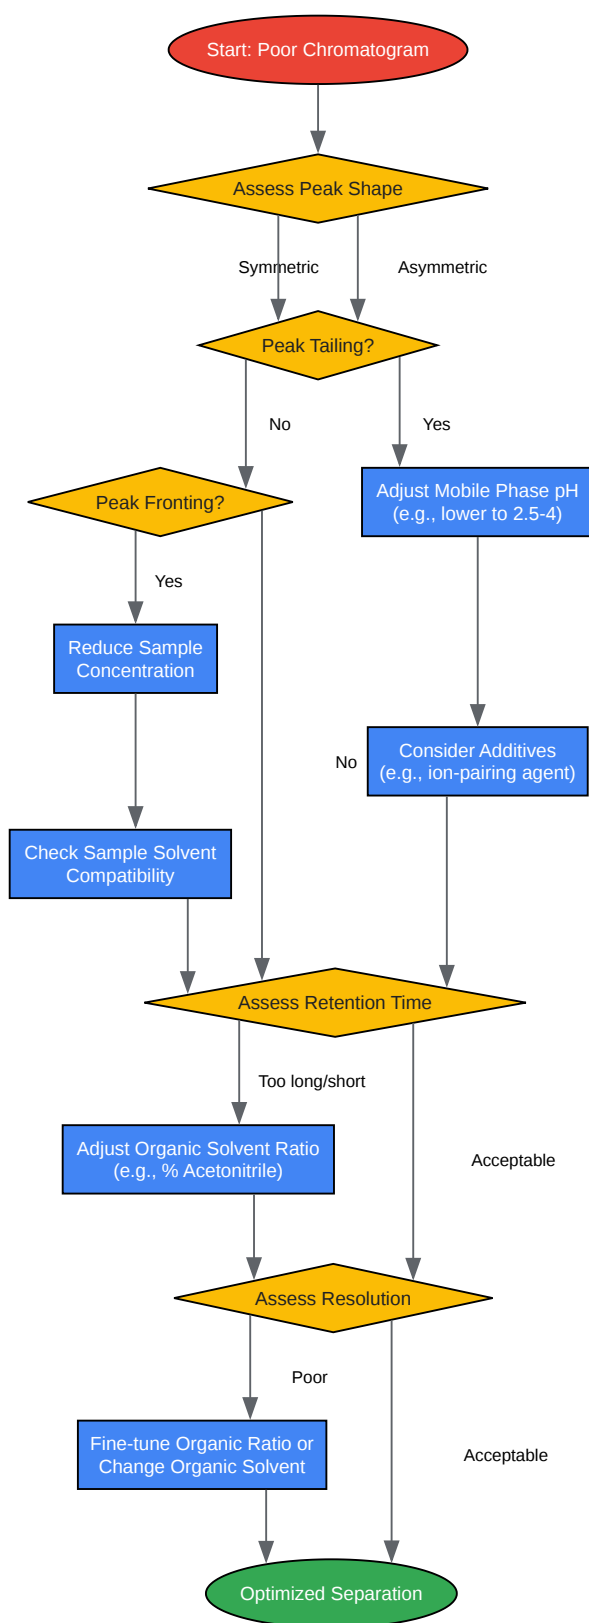 Start: Poor Chromatogram
Assess Peak Shape
Symmetric
Asymmetric
Peak Tailing?
No
Yes
Peak Fronting?
Adjust Mobile Phase pH
(e.g., lower to 2.5-4)
Yes
Reduce Sample
Concentration
No
Consider Additives
(e.g., ion-pairing agent)
Check Sample Solvent
Compatibility
Assess Retention Time
Too long/short
Adjust Organic Solvent Ratio
(e.g., % Acetonitrile)
Acceptable
Assess Resolution
Poor
Fine-tune Organic Ratio or
Change Organic Solvent
Acceptable
Optimized Separation